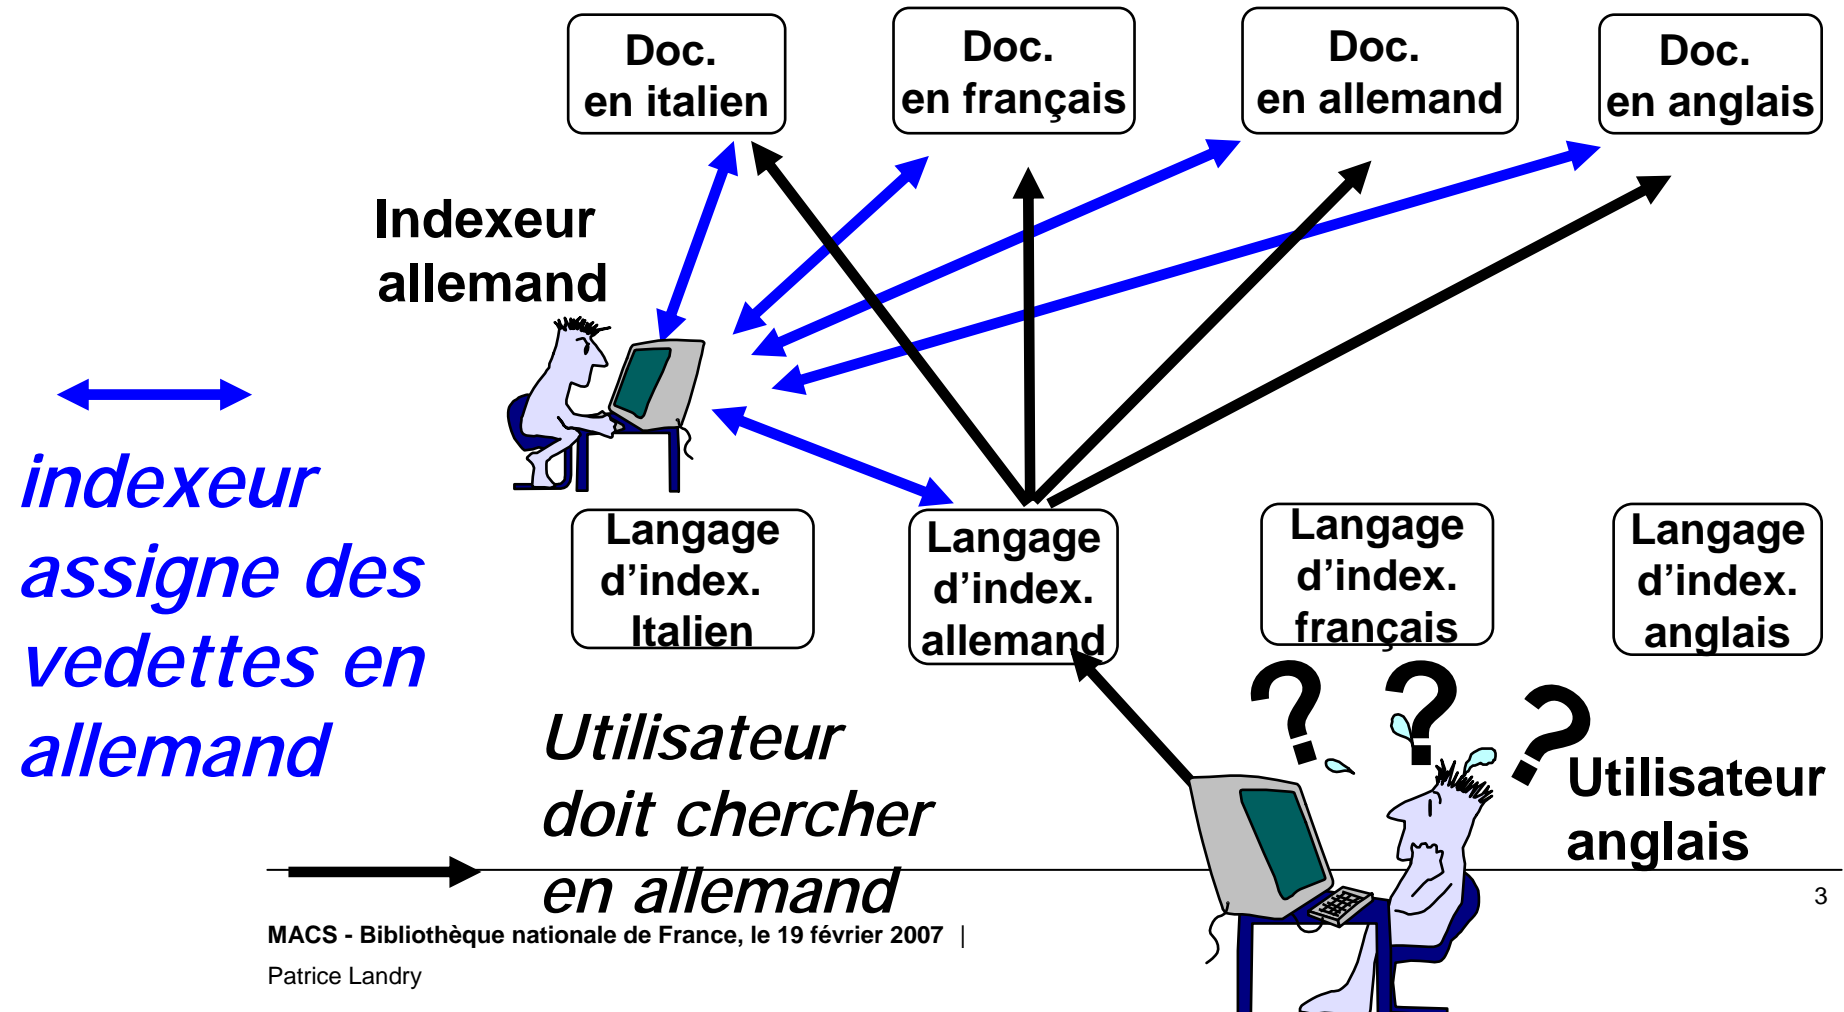 Doc.
en italien
Doc.
en français
Doc.
en allemand
Doc.
en anglais
Indexeur
allemand
indexeur
assigne des
vedettes en
allemand
Langage
d’index.
Italien
Langage
d’index.
allemand
Langage
d’index.
français
Langage
d’index.
anglais
? ? ?
Utilisateur
doit chercher
en allemand
Utilisateur
anglais
3
MACS - Bibliothèque nationale de France, le 19 février 2007 |
Patrice Landry